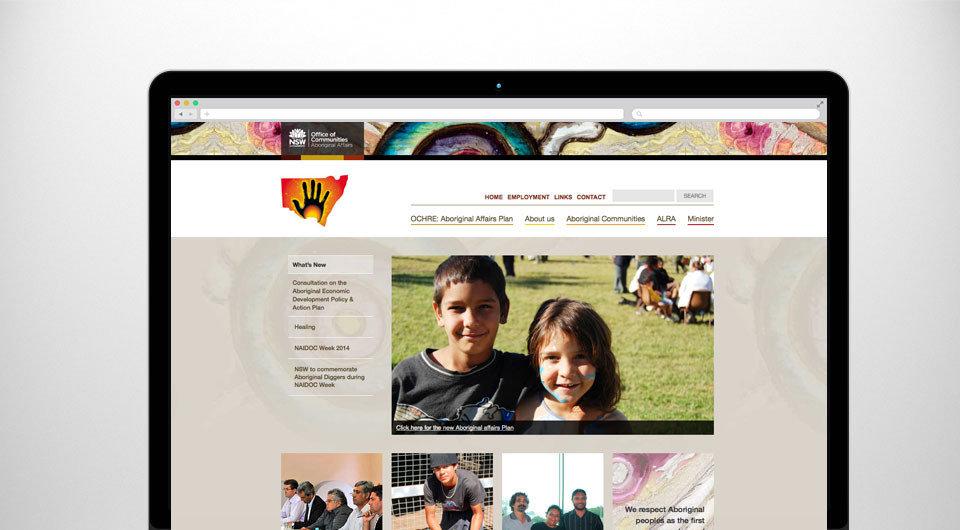 Office of
Communities
Aboriginal Affairs
NSW
HOME EMPLOYMENT LINKS CONTACT SEARCH
OCHRE: Aboriginal Affairs Plan About us Aboriginal Communities ALRA Minister
What's New
Consultation on the
Aboriginal Economic
Development Policy &
Action Plan
Healing
NAIDOC Week 2014
NSW to commemorate
Aboriginal Diggers during
NAIDOC Week
Click here for the new Aboriginal affairs Plan
We respect Aboriginal
peoples as the first